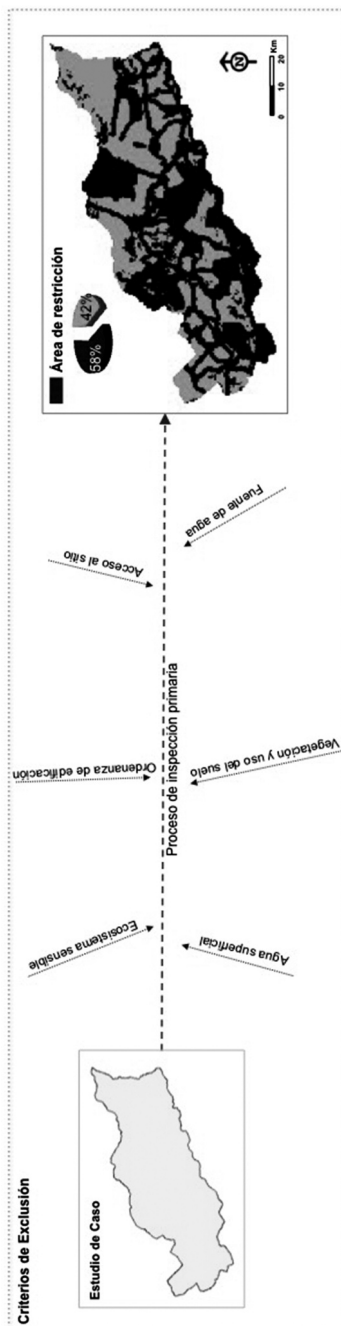 Criterios de Exclusión
Estudio de Caso
Ecosistema sensible
Ordenanza de edificación
Acceso al sitio
Proceso de inspección primaria
Agua superficial
Vegetación y uso del suelo
Fuente de agua
Área de restricción
58%
42%
N
0 10 20
Km